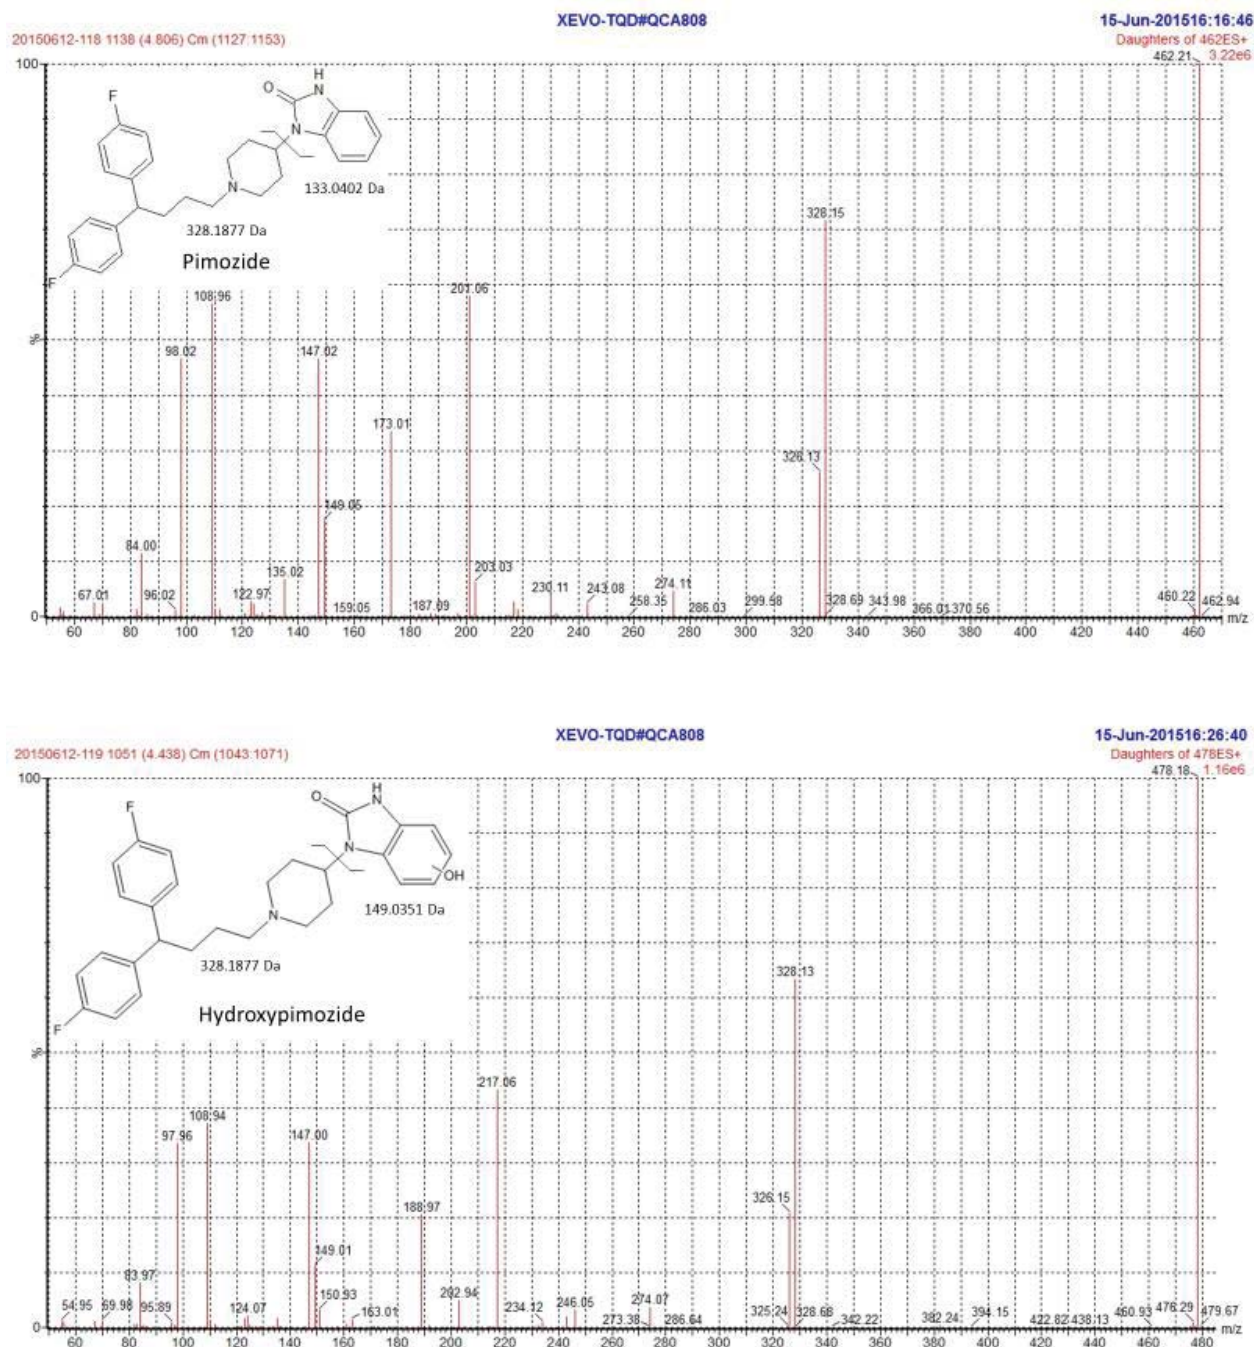 XEVO-TQD#QCA808
15-Jun-201516:16:46
20150612-118 1138 (4.806) Cm (1127:1153)
Daughters of 462ES+
3.22e6
100
462.21
H
O
N
N
F
N
133.0402 Da
328.1877 Da
Pimozide
F
328.15
108.96
201.06
%
98.02
147.02
173.01
326.13
149.05
84.00
135.02
203.03
67.01
96.02
122.97
159.05
187.09
230.11
243.08
258.35
274.11
286.03
299.58
328.69
343.98
366.01
370.56
460.22
462.94
0
m/z
60 80 100 120 140 160 180 200 220 240 260 280 300 320 340 360 380 400 420 440 460
XEVO-TQD#QCA808
15-Jun-201516:26:40
20150612-119 1051 (4.438) Cm (1043:1071)
Daughters of 478ES+
1.16e6
100
478.18
H
O
N
F
N
OH
149.0351 Da
N
328.1877 Da
Hydroxypimozide
F
328.13
%
217.06
108.94
97.96
147.00
188.97
326.15
149.01
83.97
150.93
202.94
54.95
69.98
95.89
124.07
163.01
234.12
246.05
273.38
274.07
286.64
325.24
328.68
342.22
382.24
394.15
422.82
438.13
460.93
476.29
479.67
0
m/z
60 80 100 120 140 160 180 200 220 240 260 280 300 320 340 360 380 400 420 440 460 480